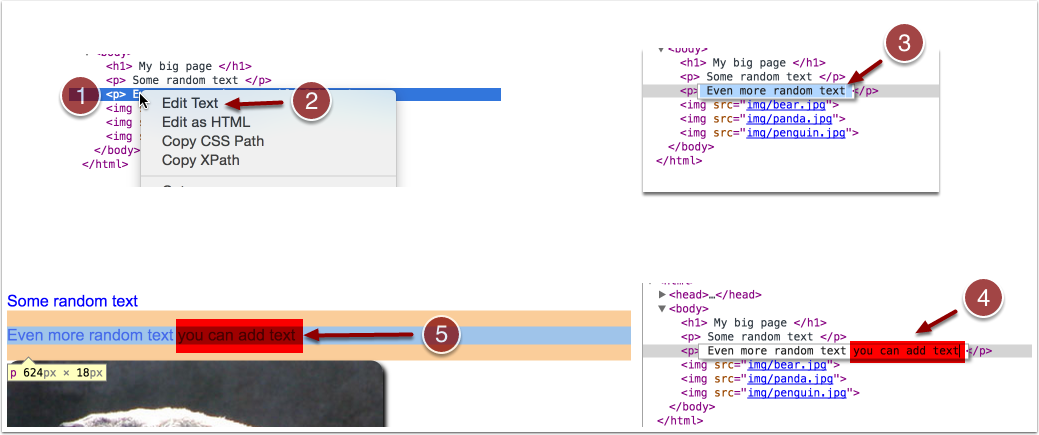 <body>
<h1> My big page </h1>
<p> Some random text </p>
1
<p> E
Edit Text
2
Edit as HTML
Copy CSS Path
Copy XPath
<img
<img
<img
</body>
</html>
3
<body>
<h1> My big page </h1>
<p> Some random text </p>
<p> Even more random text </p>
<img src="img/bear.jpg">
<img src="img/panda.jpg">
<img src="img/penguin.jpg">
</body>
</html>
Some random text
Even more random text you can add text
5
p 624px × 18px
4
<head>…</head>
<body>
<h1> My big page </h1>
<p> Some random text </p>
<p> Even more random text you can add text </p>
<img src="img/bear.jpg">
<img src="img/panda.jpg">
<img src="img/penguin.jpg">
</body>
</html>